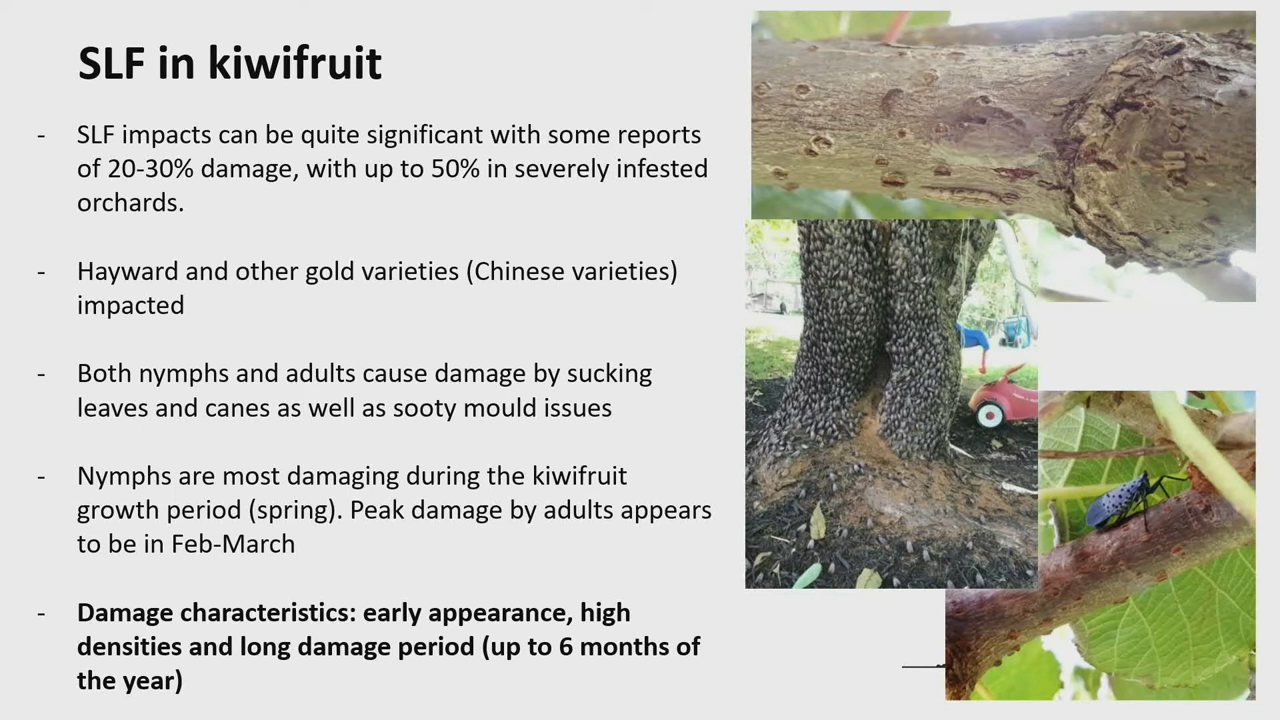 SLF in kiwifruit
- SLF impacts can be quite significant with some reports
of 20-30% damage, with up to 50% in severely infested
orchards.
- Hayward and other gold varieties (Chinese varieties)
impacted
- Both nymphs and adults cause damage by sucking
leaves and canes as well as sooty mould issues
- Nymphs are most damaging during the kiwifruit
growth period (spring). Peak damage by adults appears
to be in Feb-March
- Damage characteristics: early appearance, high
densities and long damage period (up to 6 months of
the year)